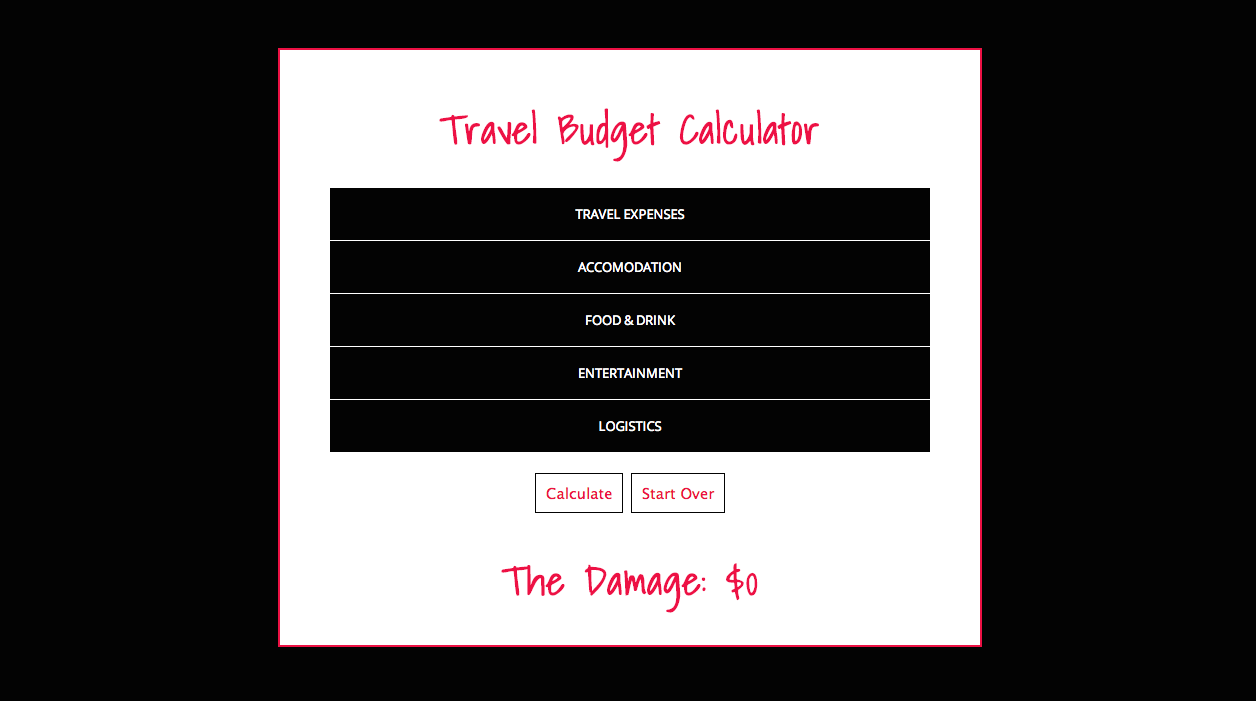 Travel Budget Calculator
TRAVEL EXPENSES
ACCOMODATION
FOOD & DRINK
ENTERTAINMENT
LOGISTICS
Calculate Start Over
The Damage: $0